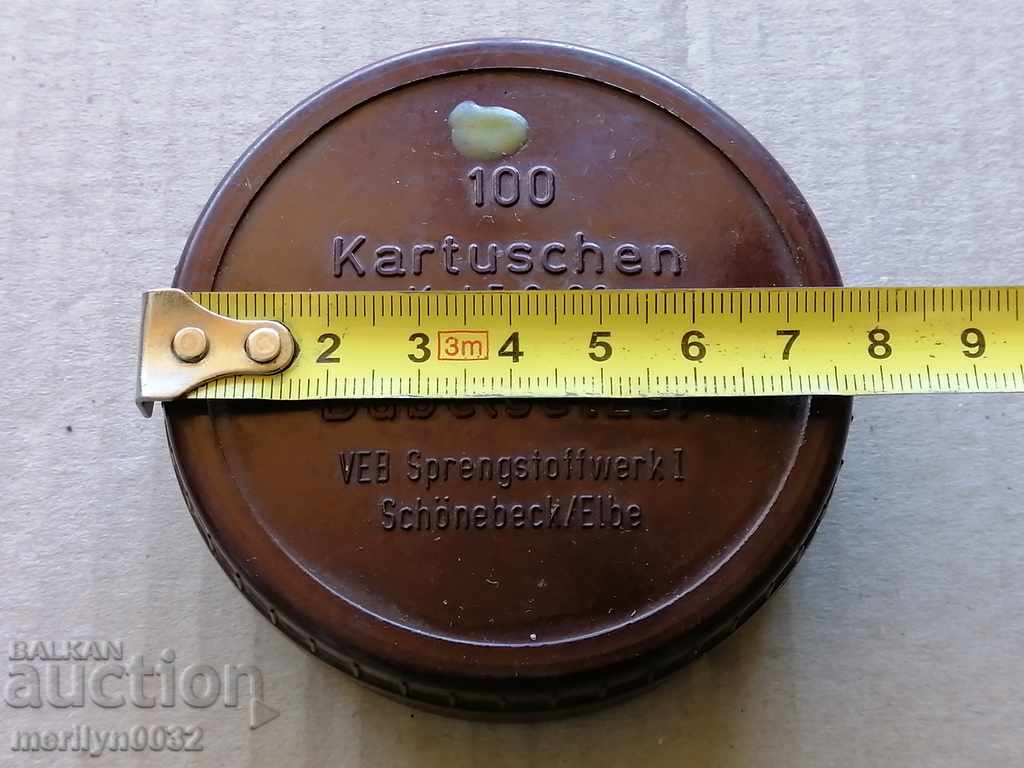 100
Kartuschen
2 3 3m 4 5 6 7 8 9
VEB Sprengstoffwerk I
Schönebeck/Elbe
BALKAN
auction
merilyn0032